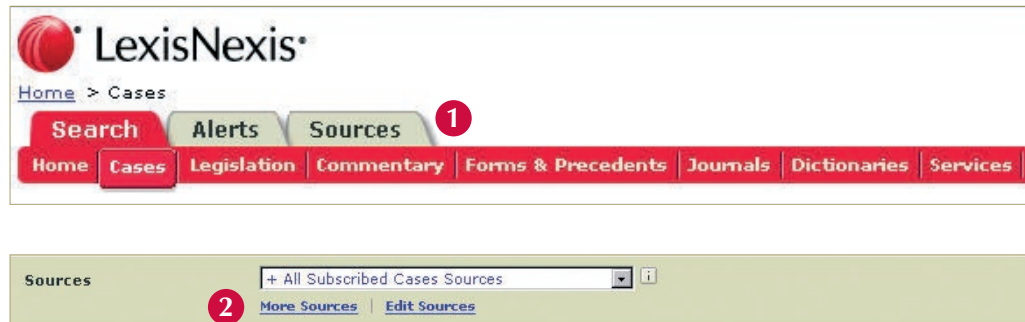 LexisNexis
Home > Cases
Search Alerts Sources 1
Home Cases Legislation Commentary Forms & Precedents Journals Dictionaries Services
Sources + All Subscribed Cases Sources i
2 More Sources | Edit Sources